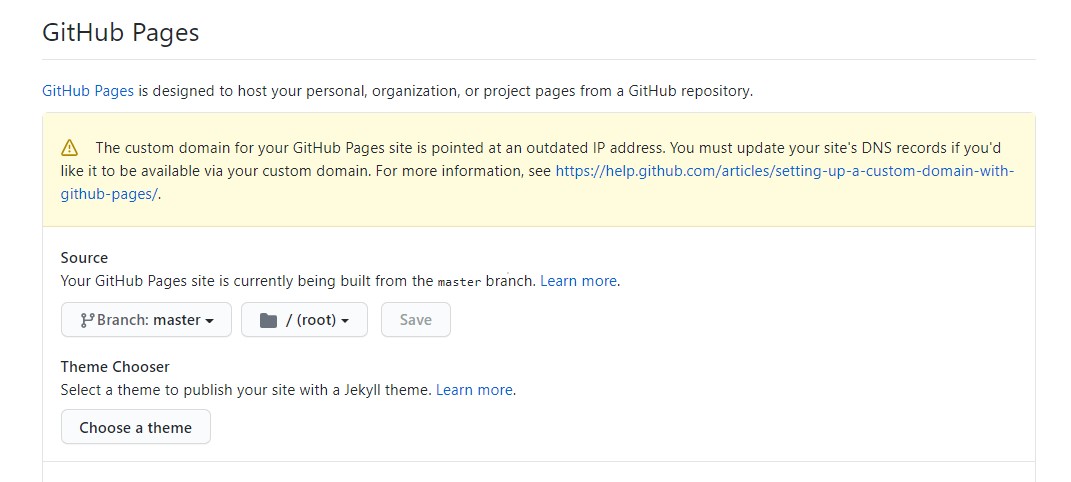 GitHub Pages
GitHub Pages is designed to host your personal, organization, or project pages from a GitHub repository.
The custom domain for your GitHub Pages site is pointed at an outdated IP address. You must update your site's DNS records if you'd
like it to be available via your custom domain. For more information, see https://help.github.com/articles/setting-up-a-custom-domain-with-
github-pages/.
Source
Your GitHub Pages site is currently being built from the master branch. Learn more.
Branch: master / (root) Save
Theme Chooser
Select a theme to publish your site with a Jekyll theme. Learn more.
Choose a theme